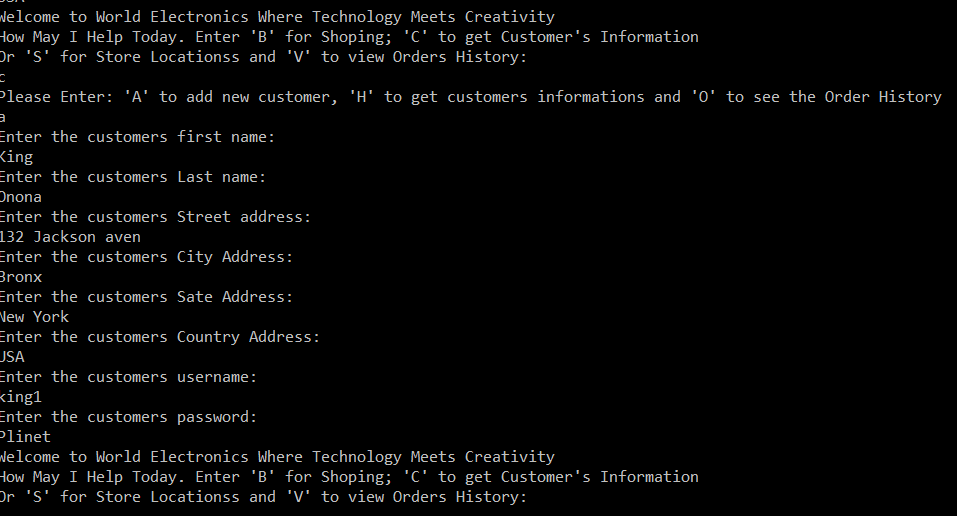 Welcome to World Electronics Where Technology Meets Creativity
How May I Help Today. Enter 'B' for Shoping; 'C' to get Customer's Information
Or 'S' for Store Locationss and 'V' to view Orders History:
c
Please Enter: 'A' to add new customer, 'H' to get customers informations and 'O' to see the Order History
a
Enter the customers first name:
King
Enter the customers Last name:
Onona
Enter the customers Street address:
132 Jackson aven
Enter the customers City Address:
Bronx
Enter the customers Sate Address:
New York
Enter the customers Country Address:
USA
Enter the customers username:
king1
Enter the customers password:
Plinet
Welcome to World Electronics Where Technology Meets Creativity
How May I Help Today. Enter 'B' for Shoping; 'C' to get Customer's Information
Or 'S' for Store Locationss and 'V' to view Orders History: